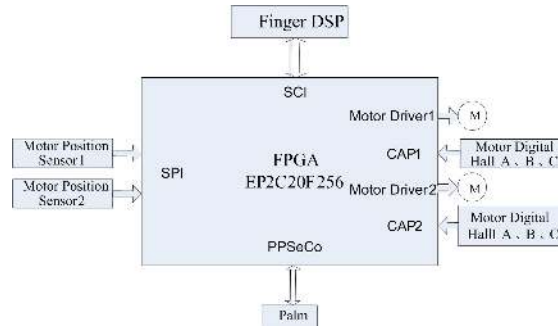 Finger DSP
SCI
Motor Driver1
M
Motor Position
Sensor1
CAP1
Motor Digital
Hall A、B、C
FPGA
EP2C20F256
SPI
Motor Position
Sensor2
Motor Driver2
M
CAP2
Motor Digital
Hall A、B、C
PPSeCo
Palm